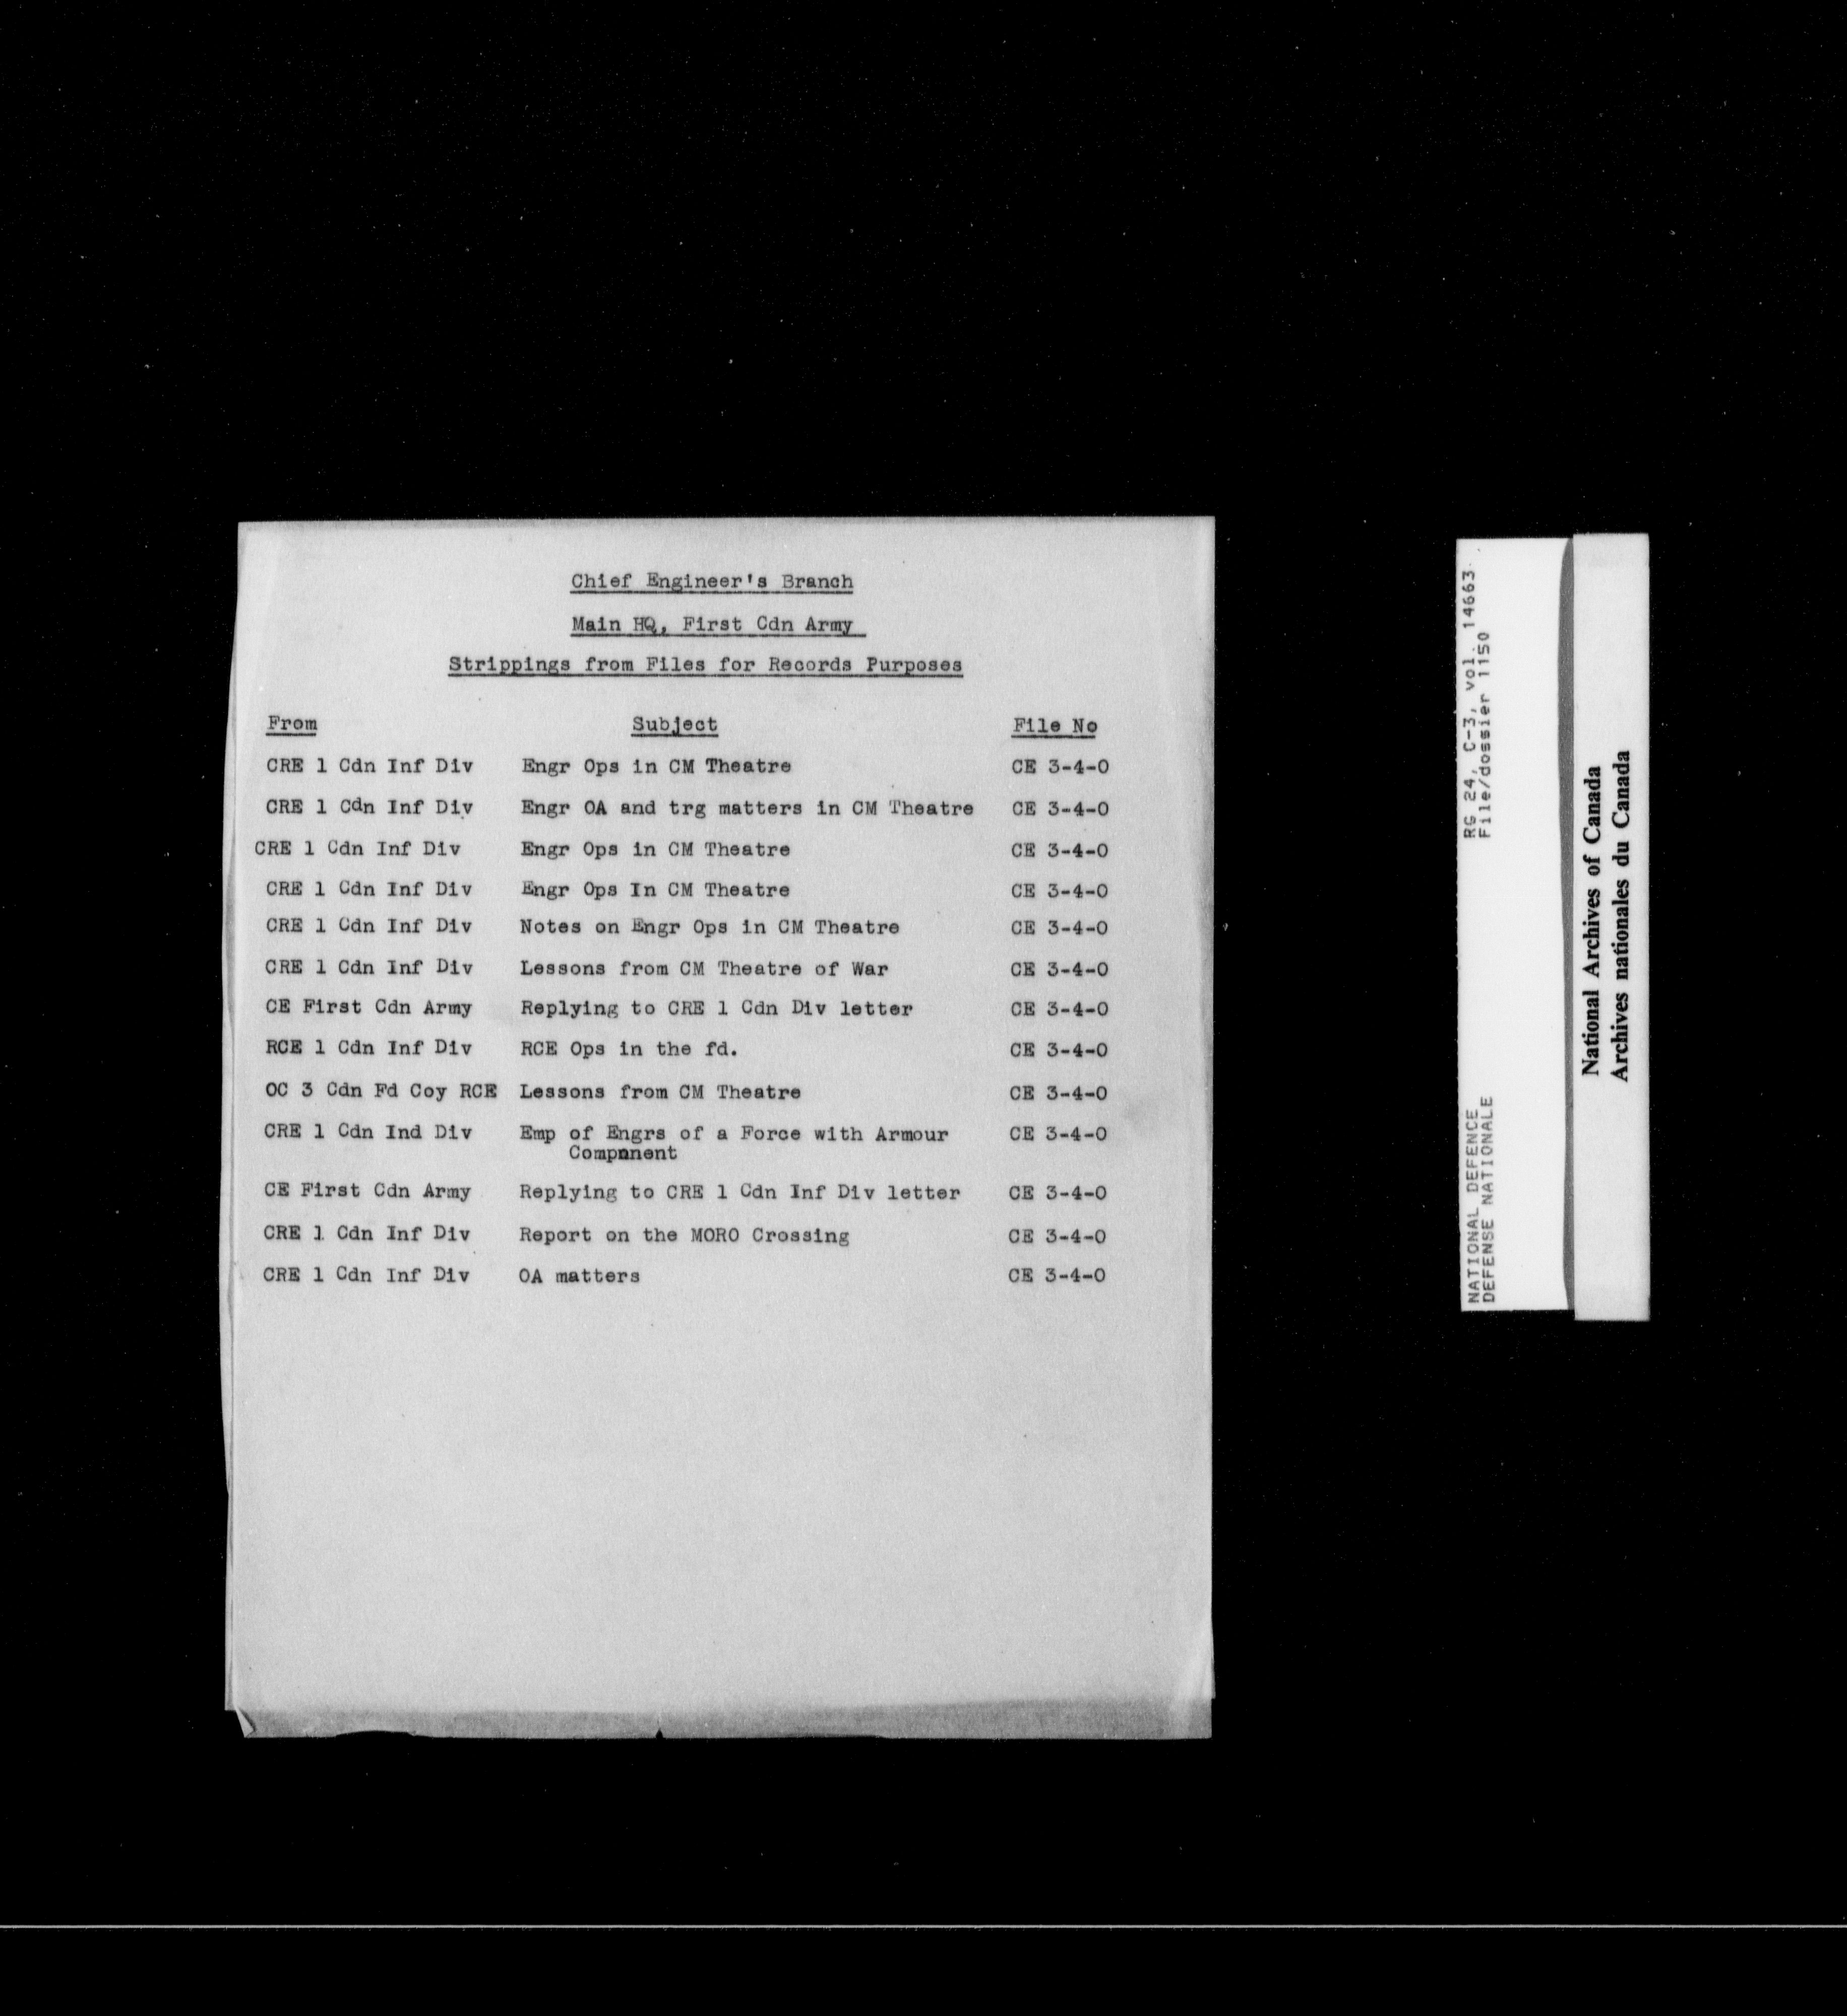 Chief Engineer's Branch
Main HQ, First Cdn Army
Strippings from Files for Records Purposes
From Subject File No
CRE 1 Cdn Inf Div Engr Ops in CM Theatre CE 3-4-0
CRE 1 Cdn Inf Div Engr OA and trg matters in CM Theatre CE 3-4-0
CRE 1 Cdn Inf Div Engr Ops in CM Theatre CE 3-4-0
CRE 1 Cdn Inf Div Engr Ops In CM Theatre CE 3-4-0
CRE 1 Cdn Inf Div Notes on Engr Ops in CM Theatre CE 3-4-0
CRE 1 Cdn Inf Div Lessons from CM Theatre of War CE 3-4-0
CE First Cdn Army Replying to CRE 1 Cdn Div letter CE 3-4-0
RCE 1 Cdn Inf Div RCE Ops in the fd. CE 3-4-0
OC 3 Cdn Fd Coy RCE Lessons from CM Theatre CE 3-4-0
CRE 1 Cdn Ind Div Emp of Engrs of a Force with Armour CE 3-4-0
Compnnent
CE First Cdn Army Replying to CRE 1 Cdn Inf Div letter CE 3-4-0
CRE 1 Cdn Inf Div Report on the MORO Crossing CE 3-4-0
CRE 1 Cdn Inf Div OA matters CE 3-4-0
NATIONAL DEFENCE RG 24, C-3, vol. 14663
DEFENSE NATIONALE File/dossier 1150
National Archives of Canada
Archives nationales du Canada